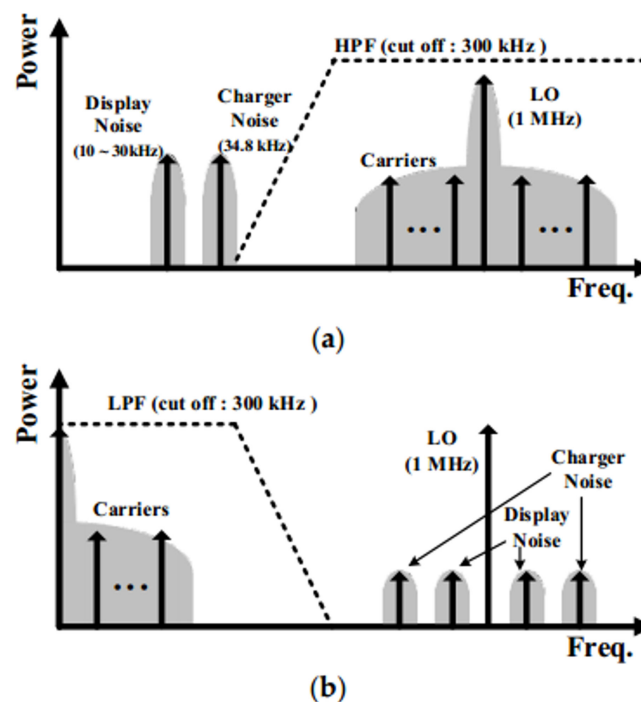 Power
HPF (cut off : 300 kHz )
Display
Noise
(10 ~ 30kHz)
Charger
Noise
(34.8 kHz)
LO
(1 MHz)
Carriers
Freq.
(a)
Power
LPF (cut off : 300 kHz )
LO
(1 MHz)
Charger
Noise
Carriers
Display
Noise
Freq.
(b)